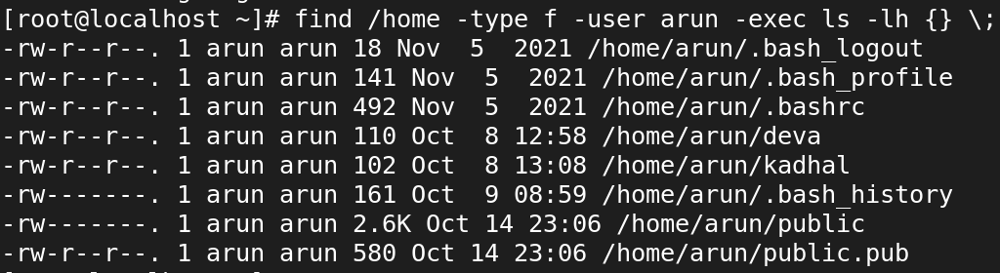 [root@localhost ~]# find /home -type f -user arun -exec ls -lh {} \;
-rw-r--r--. 1 arun arun 18 Nov  5  2021 /home/arun/.bash_logout
-rw-r--r--. 1 arun arun 141 Nov  5  2021 /home/arun/.bash_profile
-rw-r--r--. 1 arun arun 492 Nov  5  2021 /home/arun/.bashrc
-rw-r--r--. 1 arun arun 110 Oct  8 12:58 /home/arun/deva
-rw-r--r--. 1 arun arun 102 Oct  8 13:08 /home/arun/kadhal
-rw-------. 1 arun arun 161 Oct  9 08:59 /home/arun/.bash_history
-rw-------. 1 arun arun 2.6K Oct 14 23:06 /home/arun/public
-rw-r--r--. 1 arun arun 580 Oct 14 23:06 /home/arun/public.pub